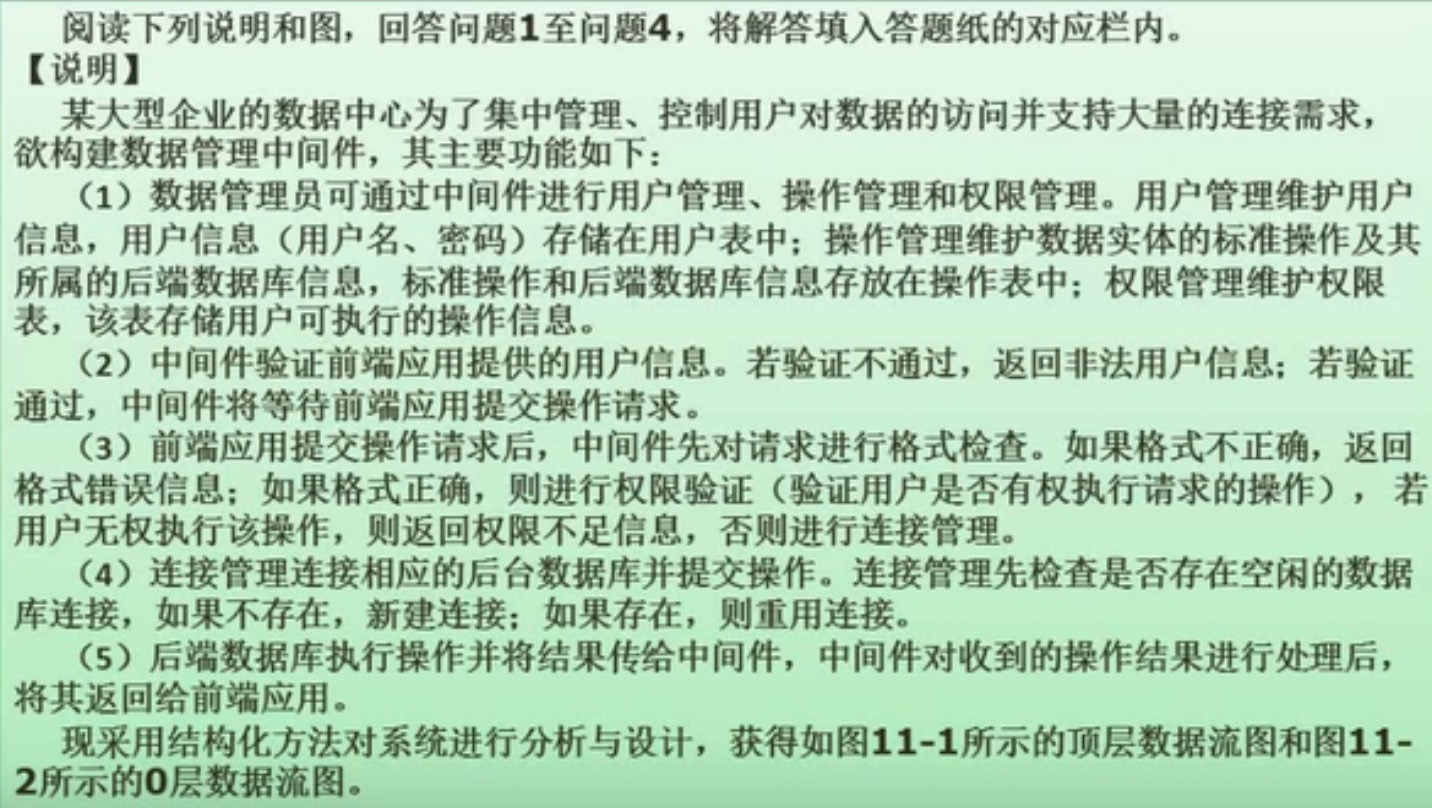 阅读下列说明和图，回答问题1至问题4，将解答填入答题纸的对应栏内。
【说明】
某大型企业的数据中心为了集中管理、控制用户对数据的访问并支持大量的连接需求，
欲构建数据管理中间件，其主要功能如下：
（1）数据管理员可通过中间件进行用户管理、操作管理和权限管理。用户管理维护用户
信息，用户信息（用户名、密码）存储在用户表中；操作管理维护数据实体的标准操作及其
所属的后端数据库信息，标准操作和后端数据库信息存放在操作表中；权限管理维护权限
表，该表存储用户可执行的操作信息。
（2）中间件验证前端应用提供的用户信息。若验证不通过，返回非法用户信息；若验证
通过，中间件将等待前端应用提交操作请求。
（3）前端应用提交操作请求后，中间件先对请求进行格式检查。如果格式不正确，返回
格式错误信息；如果格式正确，则进行权限验证（验证用户是否有权执行请求的操作），若
用户无权执行该操作，则返回权限不足信息，否则进行连接管理。
（4）连接管理连接相应的后台数据库并提交操作。连接管理先检查是否存在空闲的数据
库连接，如果不存在，新建连接；如果存在，则重用连接。
（5）后端数据库执行操作并将结果传给中间件，中间件对收到的操作结果进行处理后，
将其返回给前端应用。
现采用结构化方法对系统进行分析与设计，获得如图11-1所示的顶层数据流图和图11-
2所示的0层数据流图。